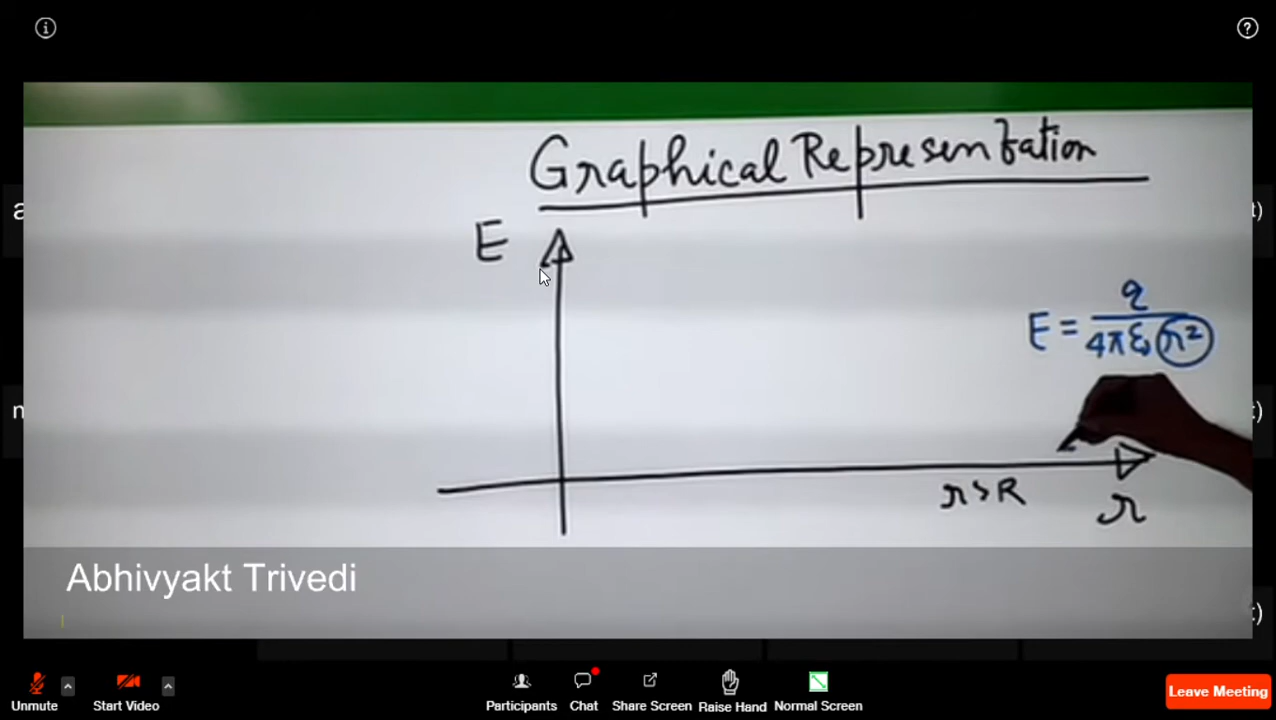 Graphical Representation
E
E = q / 4πε₀r²
r > R
r
Abhivyakt Trivedi
Unmute
Start Video
Participants
Chat
Share Screen
Raise Hand
Normal Screen
Leave Meeting